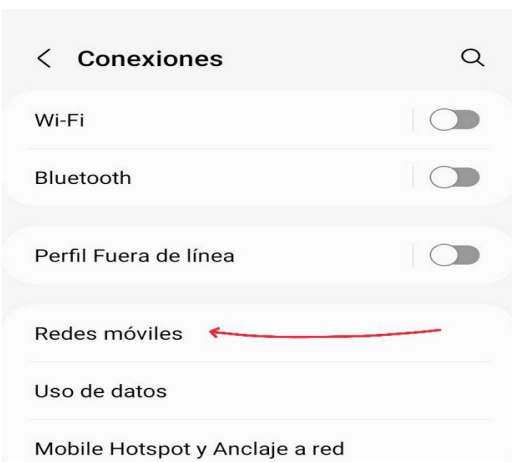 Conexiones
Wi-Fi
Bluetooth
Perfil Fuera de línea
Redes móviles
Uso de datos
Mobile Hotspot y Anclaje a red